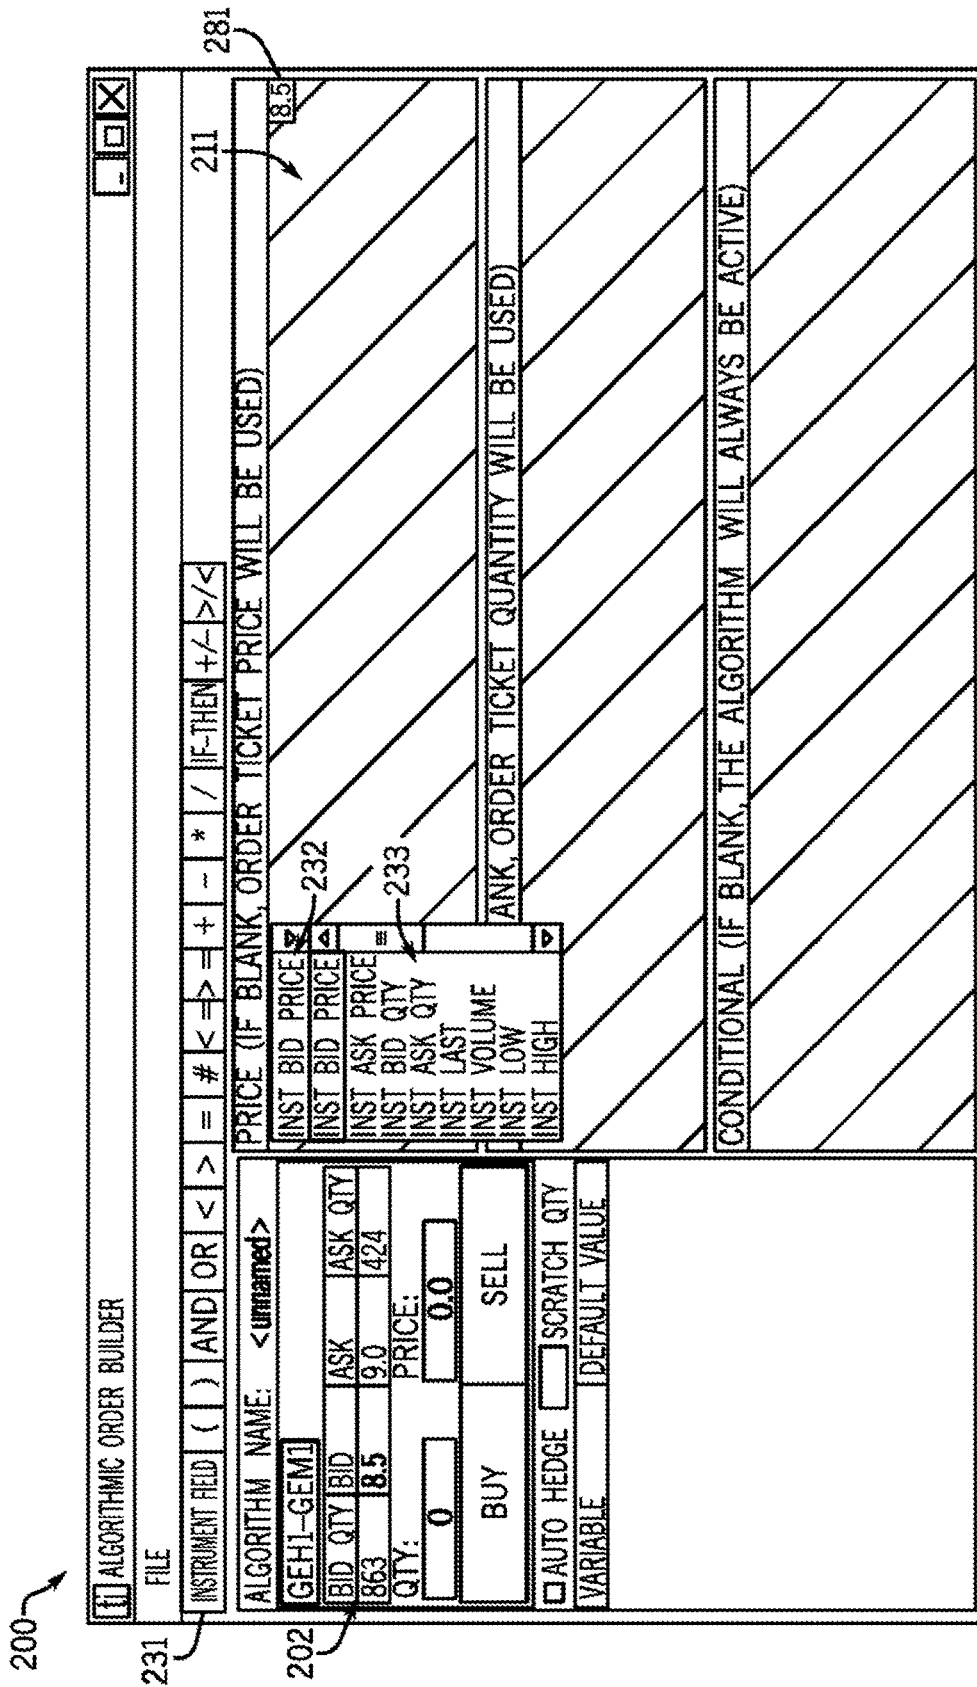 200
ti ALGORITHMIC ORDER BUILDER
FILE
231
INSTRUMENT FIELD ( ) AND OR < > = # <= >= + - * / IF-THEN +/- >/<
211
281
ALGORITHM NAME: <unnamed>
GEH1-GEM1
BID QTY BID ASK ASK QTY
863 8.5 9.0 424
202
QTY: PRICE:
0 0.0
BUY SELL
AUTO HEDGE SCRATCH QTY
VARIABLE DEFAULT VALUE
PRICE (IF BLANK, ORDER TICKET PRICE WILL BE USED)
8.5
INST BID PRICE
232
INST BID PRICE
INST ASK PRICE
INST BID QTY
INST ASK QTY
233
INST LAST
INST VOLUME
INST LOW
INST HIGH
ANK, ORDER TICKET QUANTITY WILL BE USED)
CONDITIONAL (IF BLANK, THE ALGORITHM WILL ALWAYS BE ACTIVE)